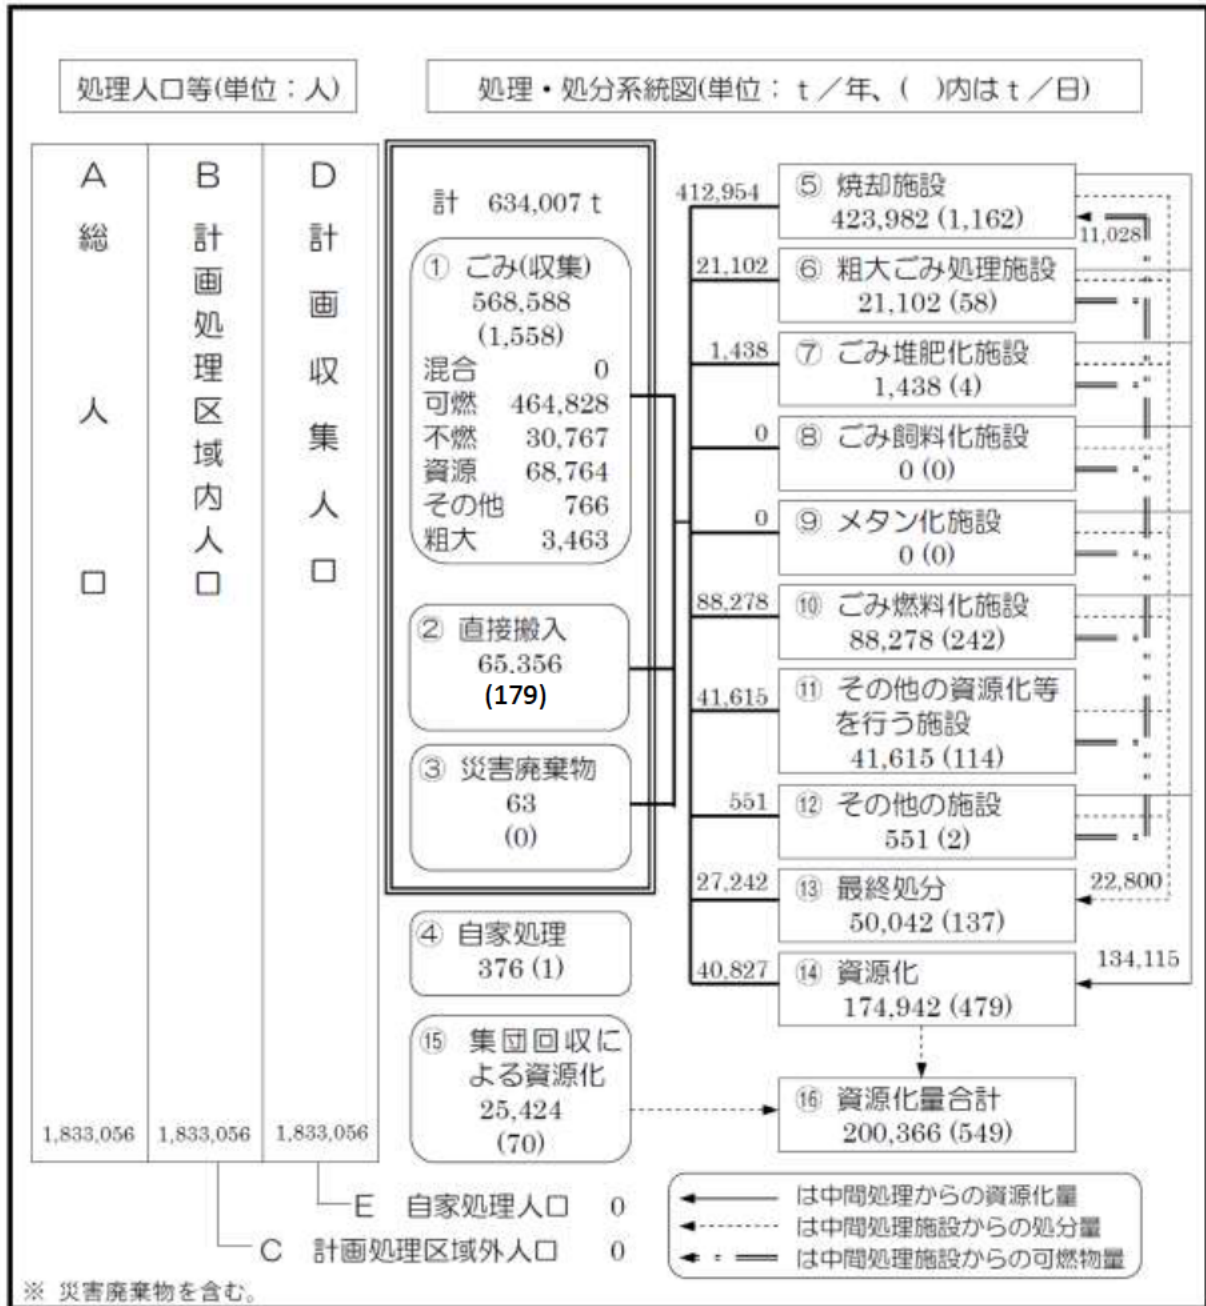 処理人口等(単位：人)
処理・処分系統図(単位：ｔ／年、(　)内はｔ／日)
A 総人口
1,833,056
B 計画処理区域内人口
1,833,056
D 計画収集人口
1,833,056
E 自家処理人口 0
C 計画処理区域外人口 0
計 634,007 t
① ごみ(収集)
568,588
(1,558)
混合 0
可燃 464,828
不燃 30,767
資源 68,764
その他 766
粗大 3,463
② 直接搬入
65,356
(179)
③ 災害廃棄物
63
(0)
④ 自家処理
376 (1)
⑮ 集団回収に
よる資源化
25,424
(70)
412,954
⑤ 焼却施設
423,982 (1,162)
11,028
21,102
⑥ 粗大ごみ処理施設
21,102 (58)
1,438
⑦ ごみ堆肥化施設
1,438 (4)
0
⑧ ごみ飼料化施設
0 (0)
0
⑨ メタン化施設
0 (0)
88,278
⑩ ごみ燃料化施設
88,278 (242)
41,615
⑪ その他の資源化等
を行う施設
41,615 (114)
551
⑫ その他の施設
551 (2)
27,242
⑬ 最終処分
50,042 (137)
22,800
40,827
⑭ 資源化
174,942 (479)
134,115
⑯ 資源化量合計
200,366 (549)
は中間処理からの資源化量
は中間処理施設からの処分量
は中間処理施設からの可燃物量
※ 災害廃棄物を含む。